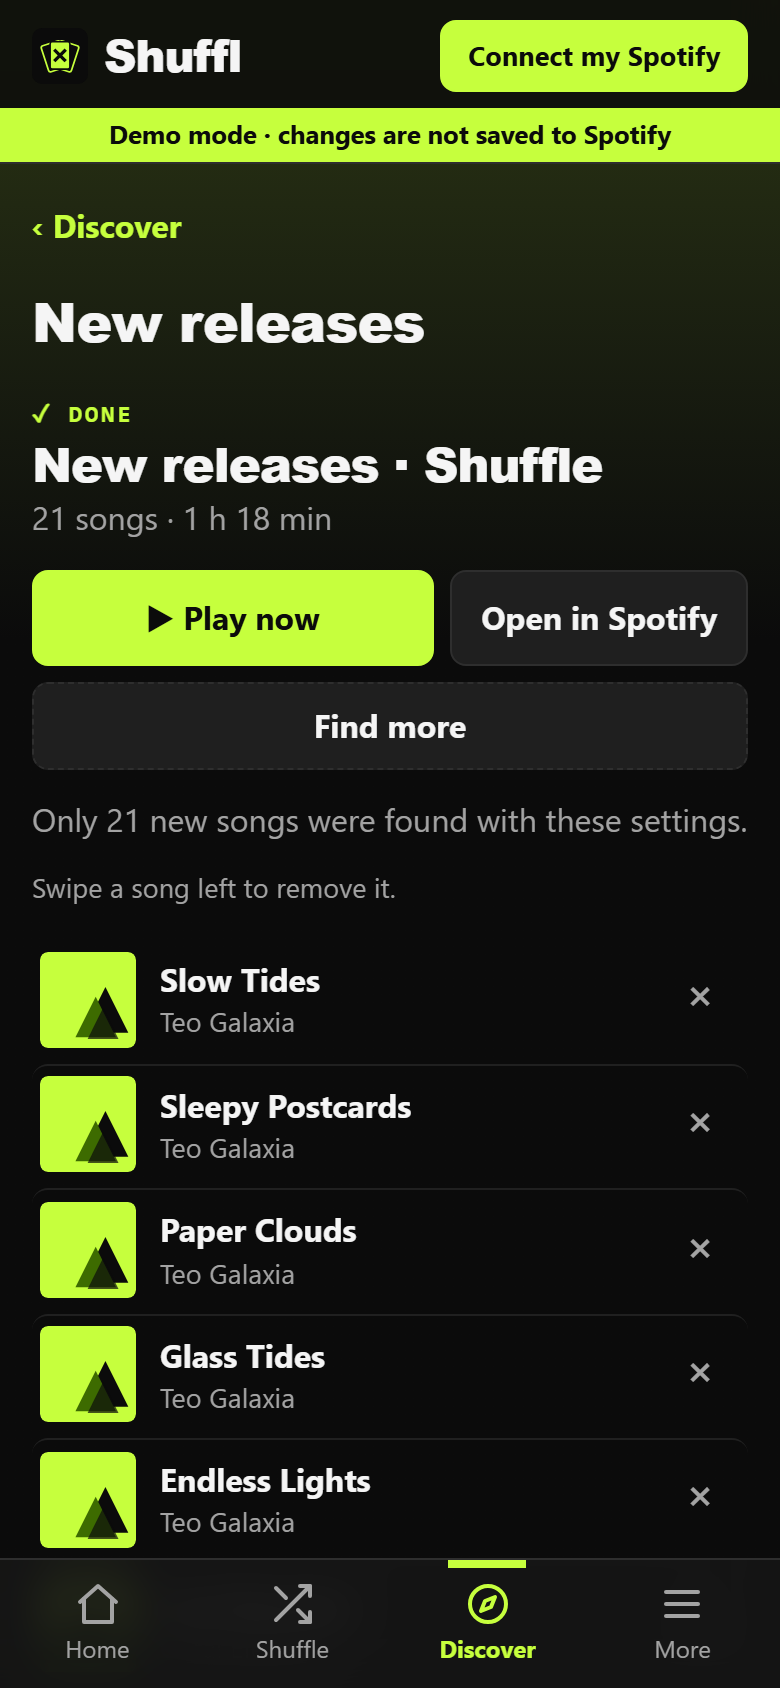 Shuffl
Connect my Spotify
Demo mode · changes are not saved to Spotify
‹ Discover
New releases
✓ DONE
New releases · Shuffle
21 songs · 1 h 18 min
▶ Play now
Open in Spotify
Find more
Only 21 new songs were found with these settings.
Swipe a song left to remove it.
Slow Tides
Teo Galaxia
✕
Sleepy Postcards
Teo Galaxia
✕
Paper Clouds
Teo Galaxia
✕
Glass Tides
Teo Galaxia
✕
Endless Lights
Teo Galaxia
✕
Home
Shuffle
Discover
More